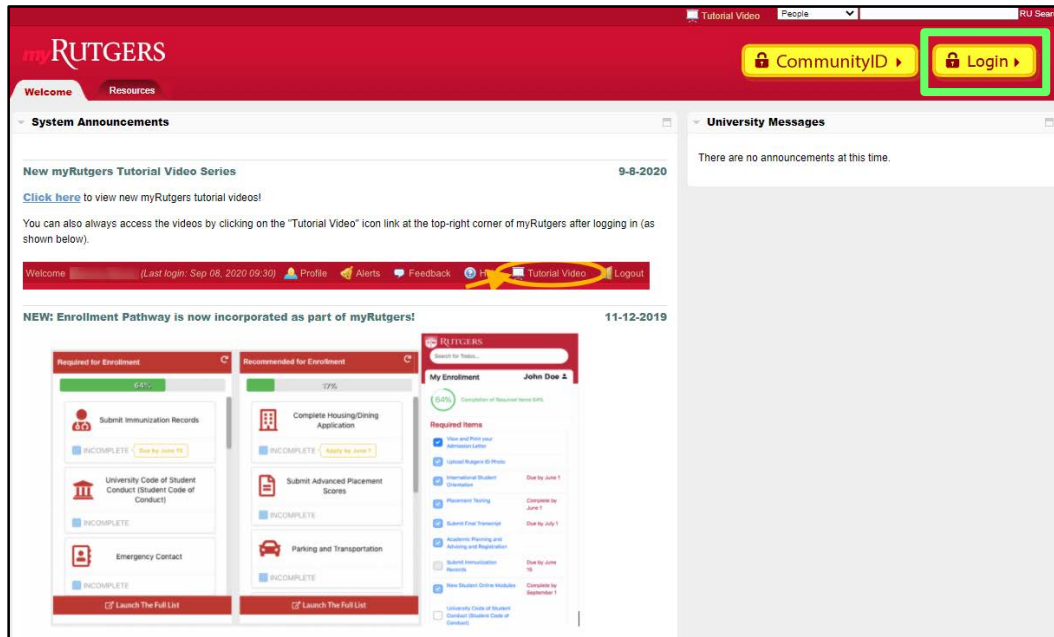 Tutorial Video People RU Sear
myRUTGERS
CommunityID
Login
Welcome Resources
System Announcements
University Messages
There are no announcements at this time.
New myRutgers Tutorial Video Series 9-8-2020
Click here to view new myRutgers tutorial videos!
You can also always access the videos by clicking on the "Tutorial Video" icon link at the top-right corner of myRutgers after logging in (as
shown below).
Welcome (Last login: Sep 08, 2020 09:30) Profile Alerts Feedback Tutorial Video Logout
NEW: Enrollment Pathway is now incorporated as part of myRutgers! 11-12-2019
Required for Enrollment
64%
Submit Immunization Records
INCOMPLETE Due by June 15
University Code of Student
Conduct (Student Code of
Conduct)
INCOMPLETE
Emergency Contact
INCOMPLETE
Launch The Full List
Recommended for Enrollment
17%
Complete Housing/Dining
Application
INCOMPLETE Apply by June 1
Submit Advanced Placement
Scores
INCOMPLETE
Parking and Transportation
INCOMPLETE
Launch The Full List
RUTGERS
Search for Todos...
My Enrollment John Doe
64% Completion of Required Items 64%
Required Items
View and Print your
Admission Letter
Upload Rutgers ID Photo
International Student Due by June 1
Orientation
Placement Testing Complete by
June 1
Submit Final Transcript Due by July 1
Academic Planning and
Advising and Registration
Submit Immunization Due by June
Records 15
New Student Online Modules Complete by
September 1
University Code of Student
Conduct (Student Code of
Conduct)